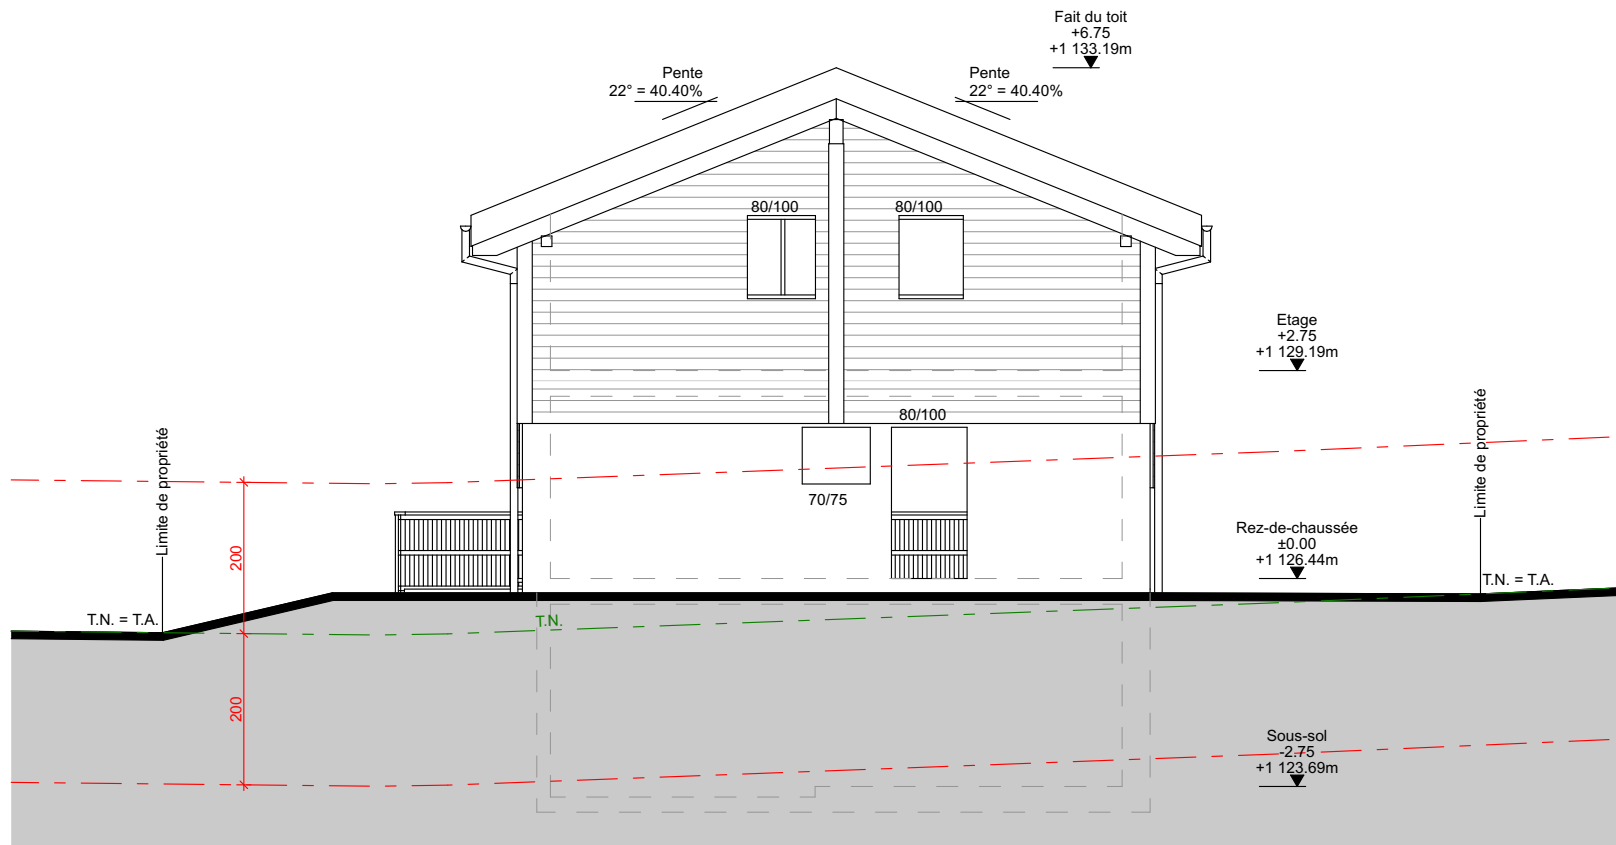 Fait du toit
+6.75
+1 133.19m
Pente
22° = 40.40%
Pente
22° = 40.40%
80/100
80/100
Etage
+2.75
+1 129.19m
80/100
Limite de propriété
Limite de propriété
70/75
200
Rez-de-chaussée
±0.00
+1 126.44m
T.N. = T.A.
T.N. = T.A.
T.N.
200
Sous-sol
-2.75
+1 123.69m